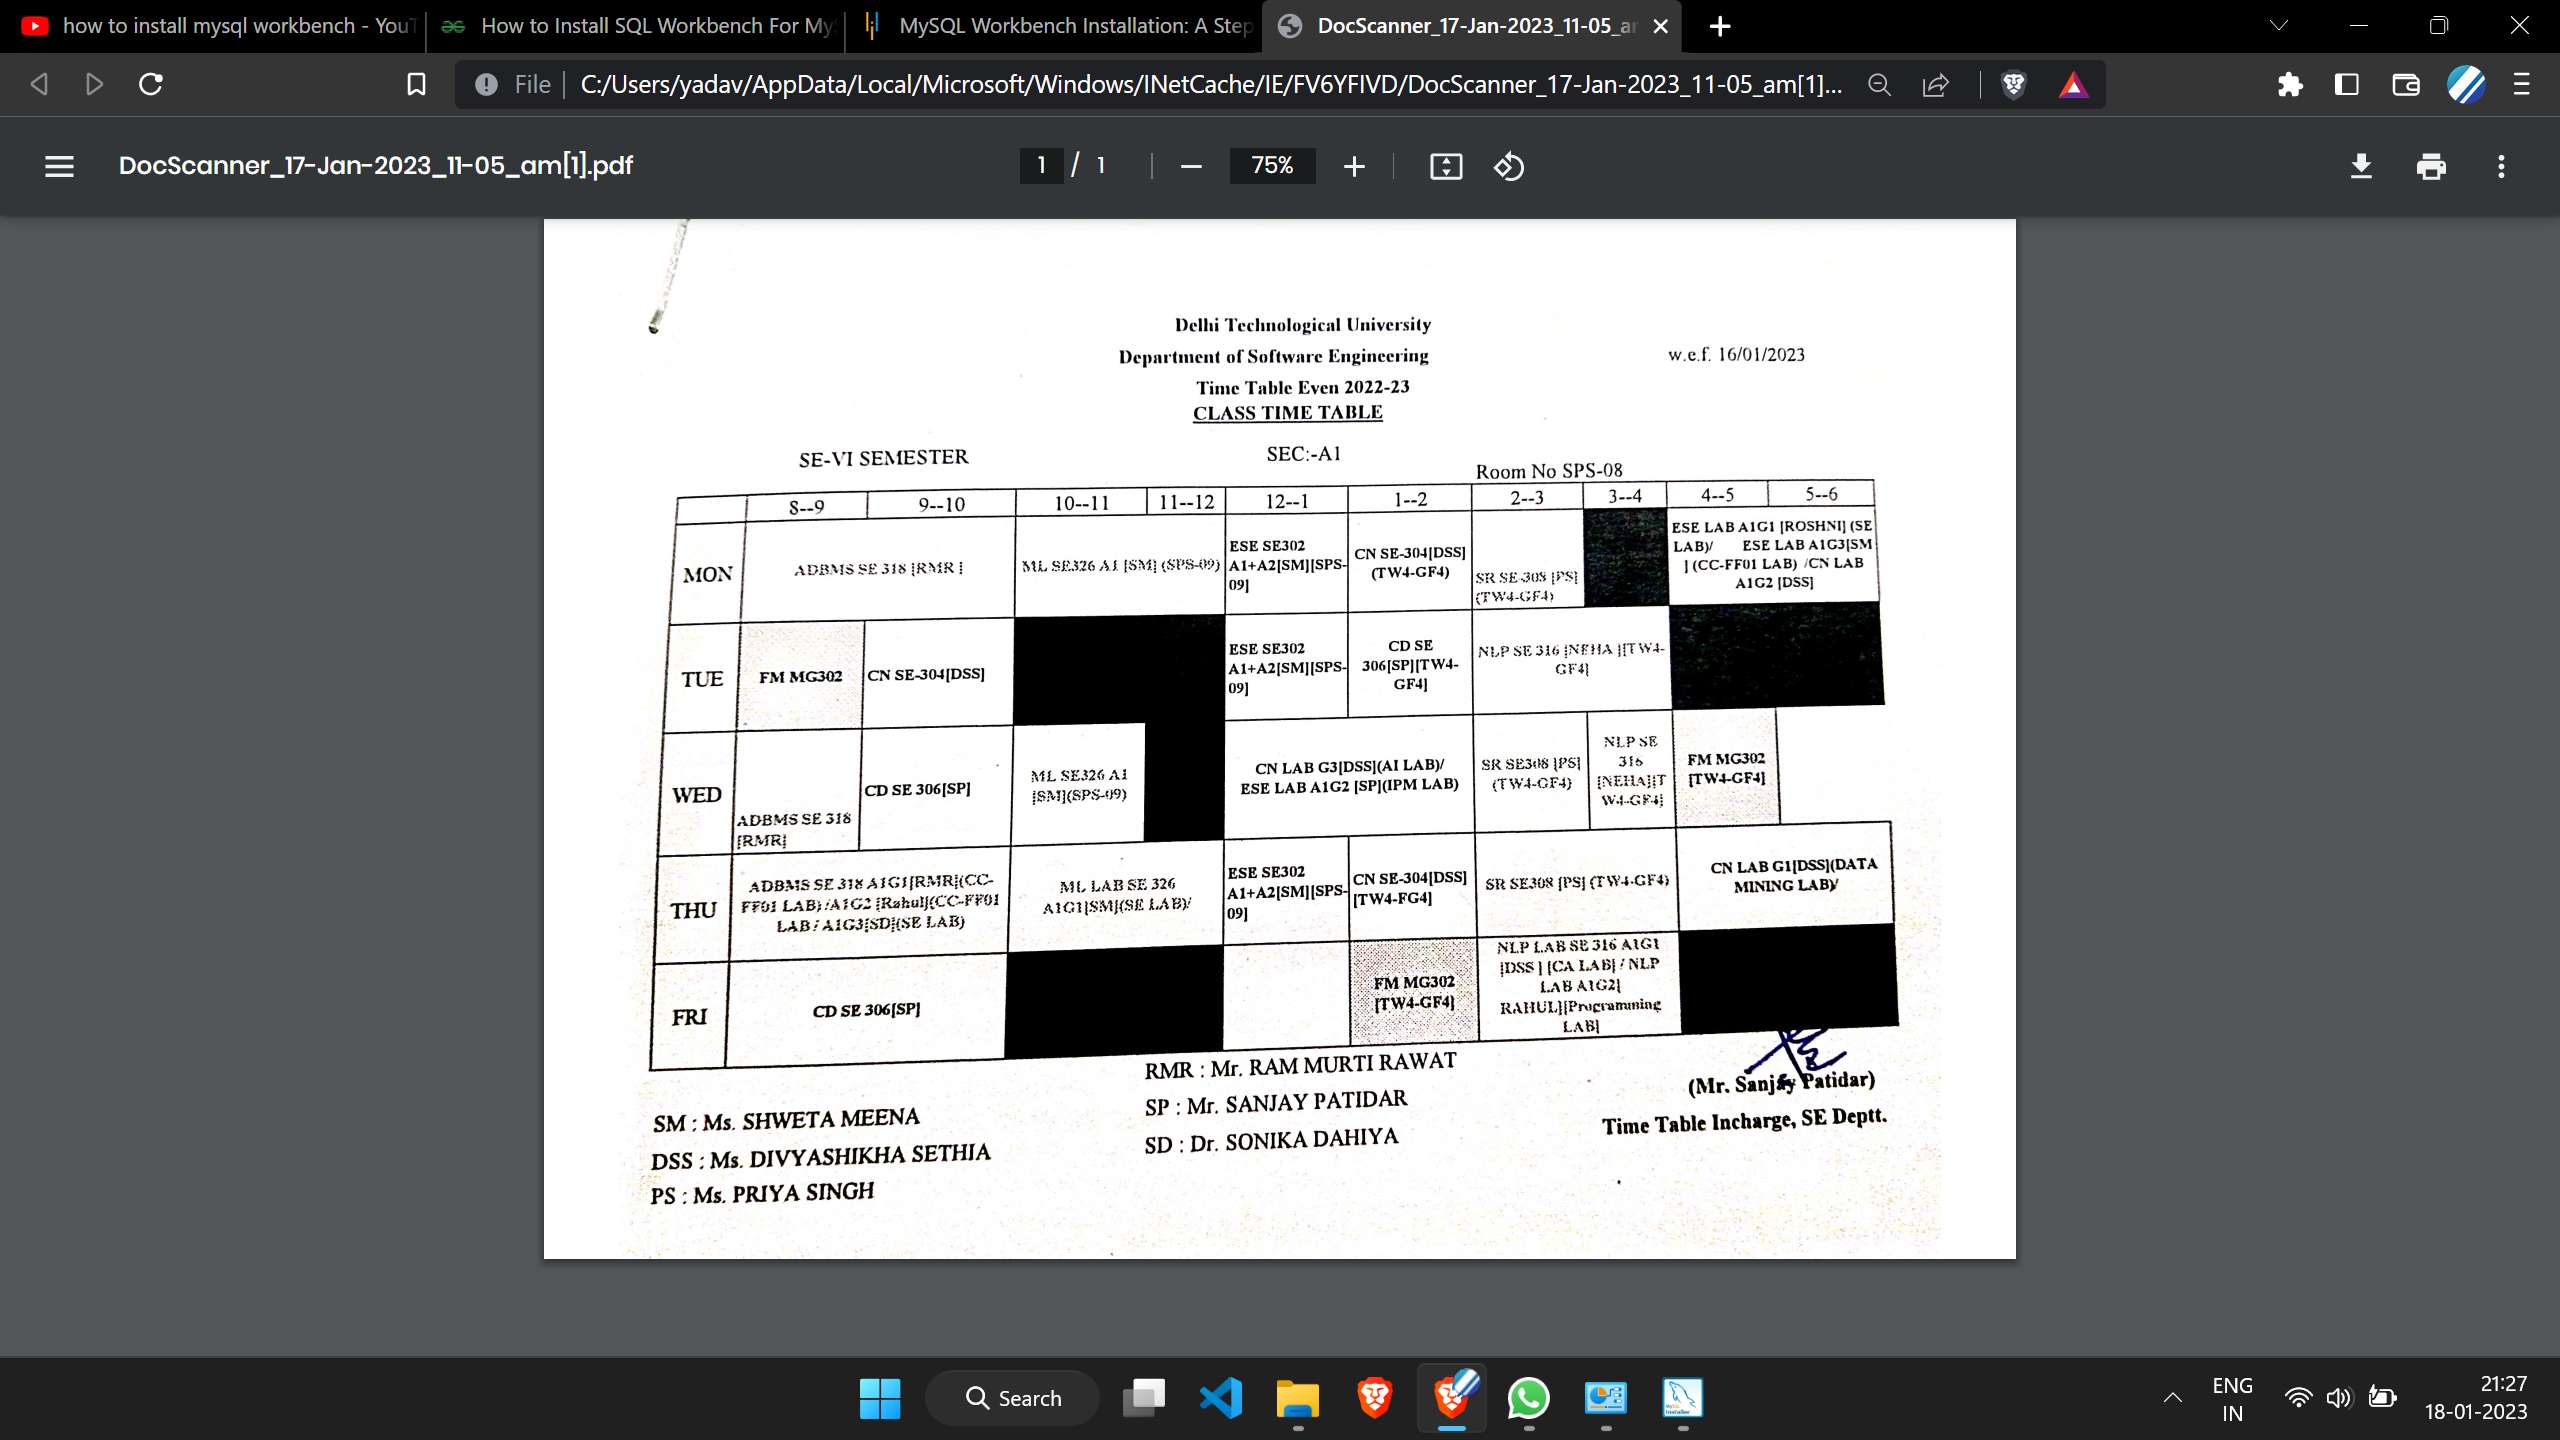 how to install mysql workbench - YouT
How to Install SQL Workbench For My
MySQL Workbench Installation: A Step
DocScanner_17-Jan-2023_11-05_a
File
C:/Users/yadav/AppData/Local/Microsoft/Windows/INetCache/IE/FV6YFIVD/DocScanner_17-Jan-2023_11-05_am[1]...
DocScanner_17-Jan-2023_11-05_am[1].pdf
1 / 1
75%
Delhi Technological University
Department of Software Engineering
w.e.f. 16/01/2023
Time Table Even 2022-23
CLASS TIME TABLE
SE-VI SEMESTER
SEC:-A1
Room No SPS-08
8--9 9--10 10--11 11--12 12--1 1--2 2--3 3--4 4--5 5--6
MON
ADBMS SE 318 [RMR ]
ML SE326 A1 [SM] (SPS-09)
ESE SE302
A1+A2[SM][SPS-
09]
CN SE-304[DSS]
(TW4-GF4)
SR SE-308 [PS]
(TW4-GF4)
ESE LAB A1G1 [ROSHNI] (SE
LAB)/ ESE LAB A1G3[SM
] (CC-FF01 LAB) /CN LAB
A1G2 [DSS]
TUE
FM MG302
CN SE-304[DSS]
ESE SE302
A1+A2[SM][SPS-
09]
CD SE
306[SP][TW4-
GF4]
NLP SE 316 [NEHA ][TW4-
GF4]
WED
ADBMS SE 318
[RMR]
CD SE 306[SP]
ML SE326 A1
[SM](SPS-09)
CN LAB G3[DSS](AI LAB)/
ESE LAB A1G2 [SP](IPM LAB)
SR SE308 [PS]
(TW4-GF4)
NLP SE
316
[NEHA][T
W4-GF4]
FM MG302
[TW4-GF4]
THU
ADBMS SE 318 A1G1[RMR](CC-
FF01 LAB) /A1G2 [Rahul](CC-FF01
LAB / A1G3[SD](SE LAB)
ML LAB SE 326
A1G1[SM](SE LAB)/
ESE SE302
A1+A2[SM][SPS-
09]
CN SE-304[DSS]
[TW4-FG4]
SR SE308 [PS] (TW4-GF4)
CN LAB G1[DSS](DATA
MINING LAB)/
FRI
CD SE 306[SP]
FM MG302
[TW4-GF4]
NLP LAB SE 316 A1G1
[DSS ] [CA LAB] / NLP
LAB A1G2[
RAHUL][Programming
LAB]
RMR : Mr. RAM MURTI RAWAT
SP : Mr. SANJAY PATIDAR
SD : Dr. SONIKA DAHIYA
SM : Ms. SHWETA MEENA
DSS : Ms. DIVYASHIKHA SETHIA
PS : Ms. PRIYA SINGH
(Mr. Sanjay Patidar)
Time Table Incharge, SE Deptt.
Search
ENG
IN
21:27
18-01-2023